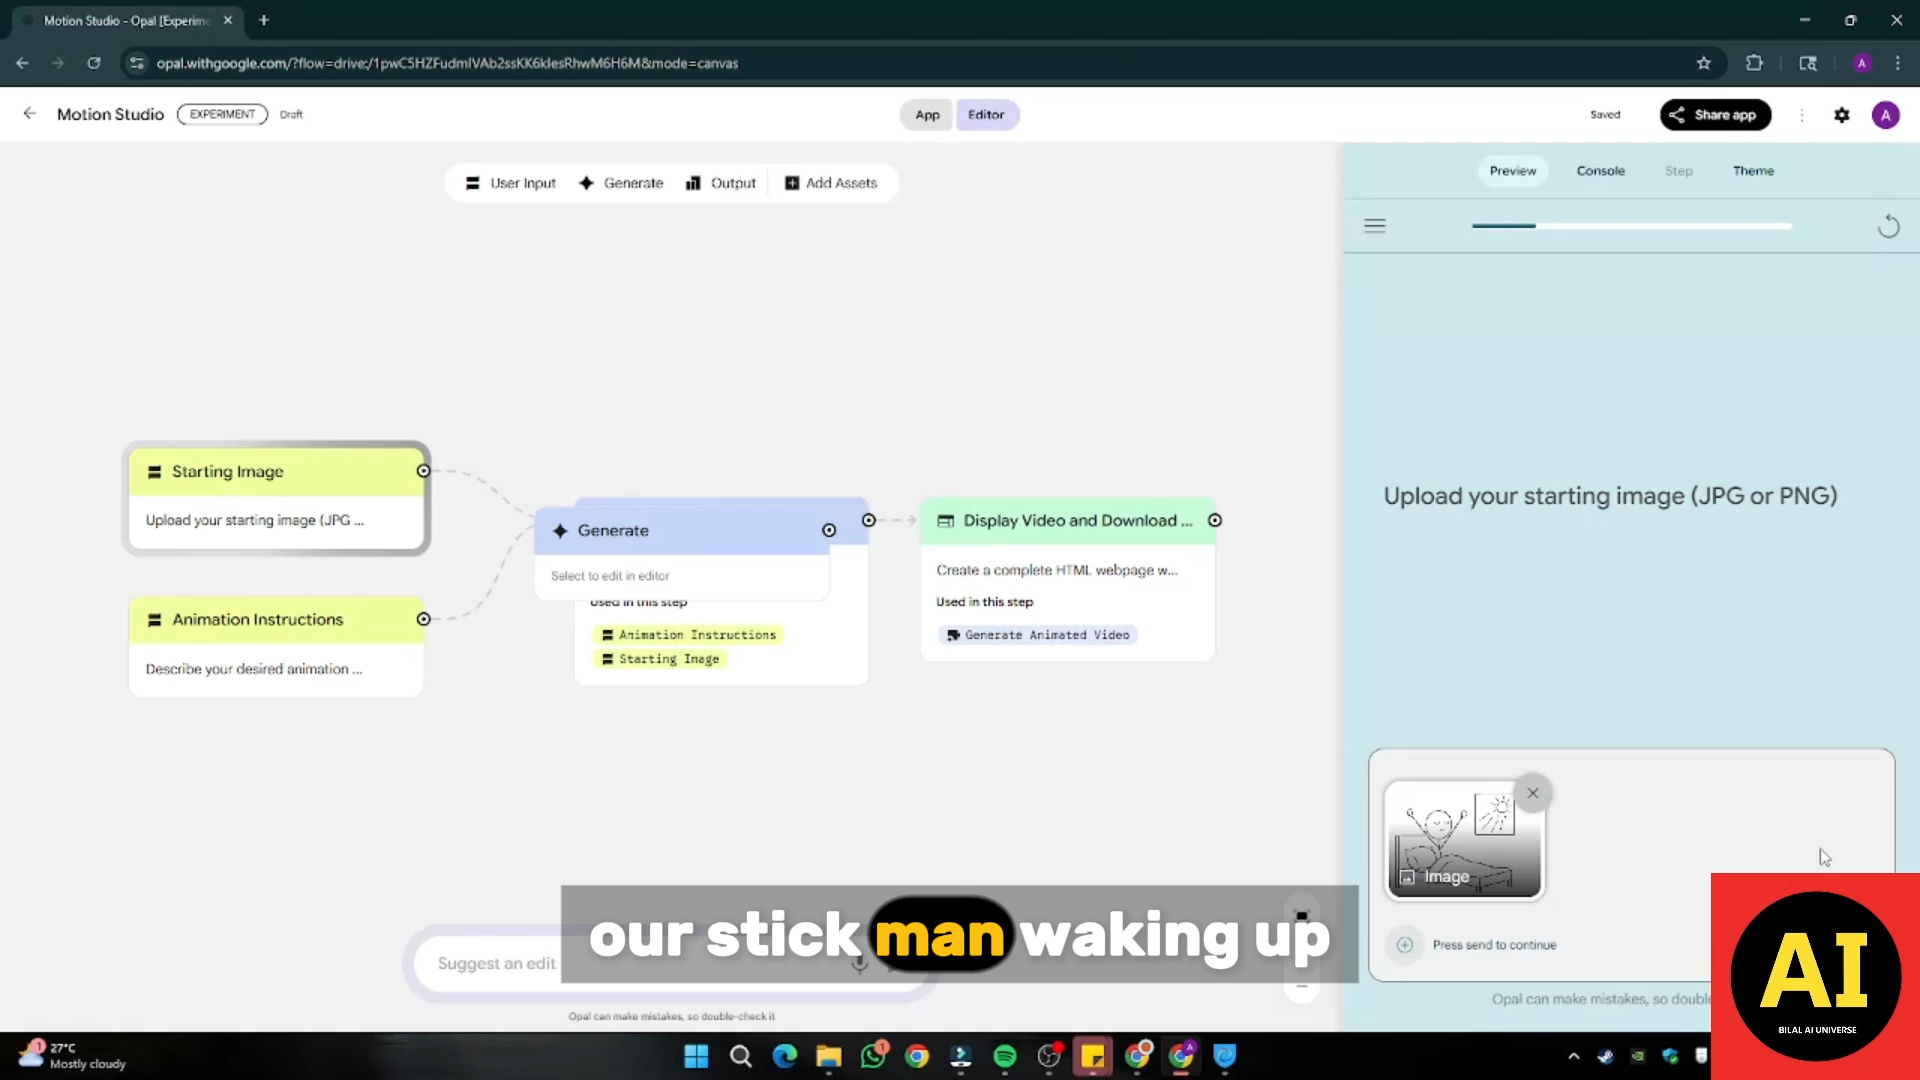 Motion Studio - Opal [Experime
opal.withgoogle.com/?flow=drive:/1pwC5HZFudmIVAb2ssKK6kIesRhwM6H6M&mode=canvas
A
Motion Studio
EXPERIMENT
Draft
App
Editor
Saved
Share app
A
User Input
Generate
Output
Add Assets
Preview
Console
Step
Theme
Starting Image
Upload your starting image (JPG ...
Animation Instructions
Describe your desired animation ...
Generate
Select to edit in editor
Used in this step
Animation Instructions
Starting Image
Display Video and Download ...
Create a complete HTML webpage w...
Used in this step
Generate Animated Video
Upload your starting image (JPG or PNG)
Image
Press send to continue
Opal can make mistakes, so doubl
our stick man waking up
Suggest an edit
Opal can make mistakes, so double-check it
AI
BILAL AI UNIVERSE
1
27°C
Mostly cloudy
1
A